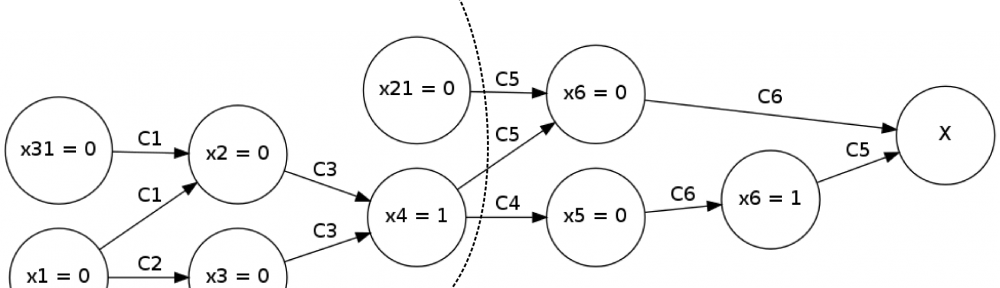 x21 = 0
C5
x6 = 0
C6
X
x31 = 0
C1
x2 = 0
C3
C5
C5
C1
x4 = 1
C4
x5 = 0
C6
x6 = 1
C3
x1 = 0
C2
x3 = 0